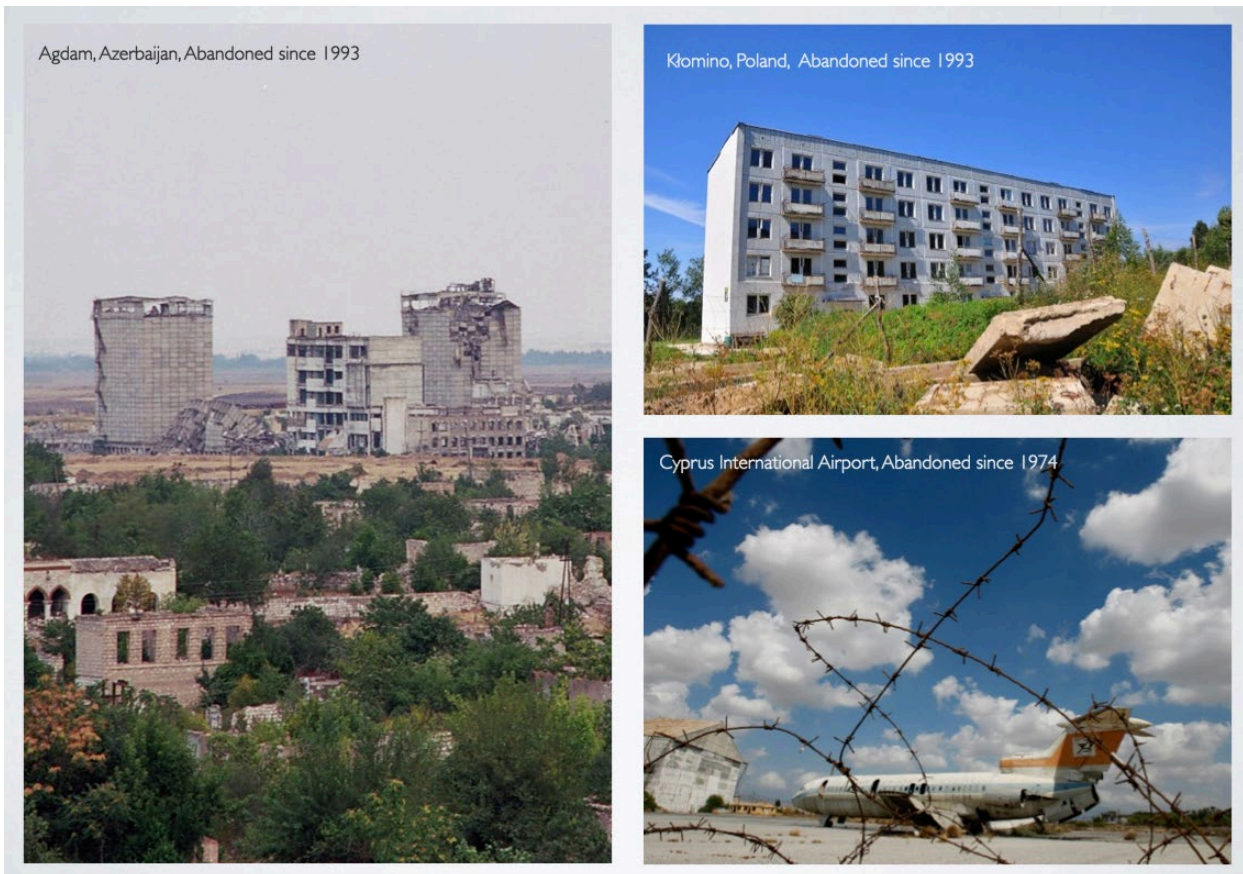 Agdam, Azerbaijan, Abandoned since 1993
Kłomino, Poland, Abandoned since 1993
Cyprus International Airport, Abandoned since 1974